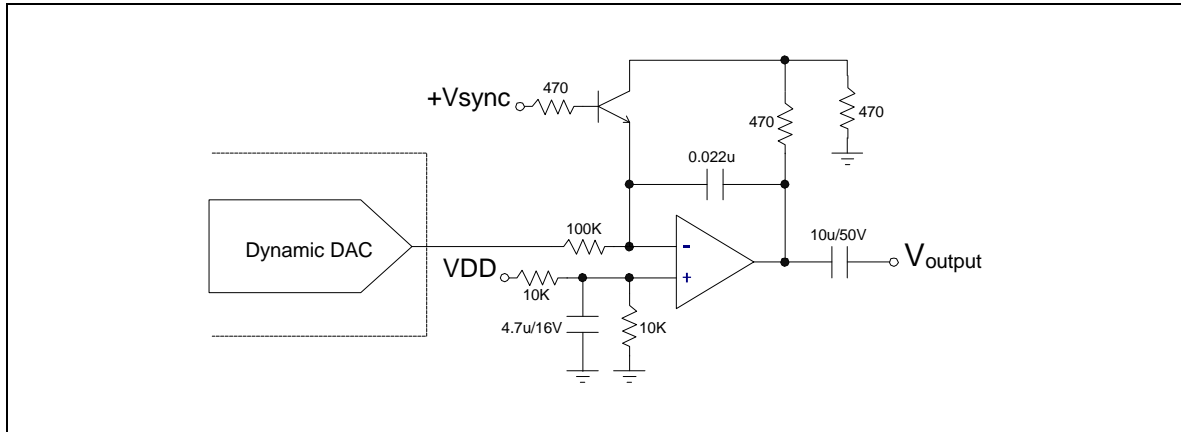 470
+Vsync
470
470
0.022u
Dynamic DAC
100K
-
VDD
+
10K
10u/50V
Voutput
4.7u/16V
10K